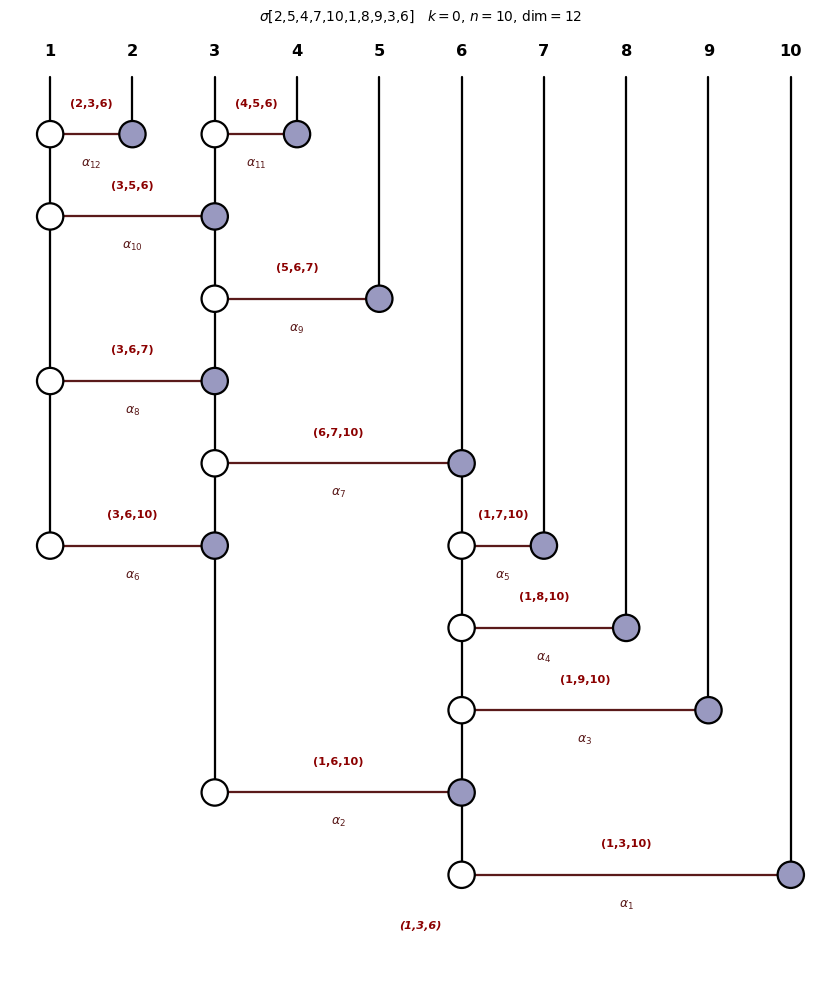 σ[2,5,4,7,10,1,8,9,3,6] k=0, n=10, dim=12
1 2 3 4 5 6 7 8 9 10
(2,3,6) (4,5,6)
α₁₂ α₁₁
(3,5,6)
α₁₀
(5,6,7)
α₉
(3,6,7)
α₈
(6,7,10)
α₇
(3,6,10) (1,7,10)
α₆ α₅
(1,8,10)
α₄
(1,9,10)
α₃
(1,6,10)
α₂
(1,3,10)
α₁
(1,3,6)